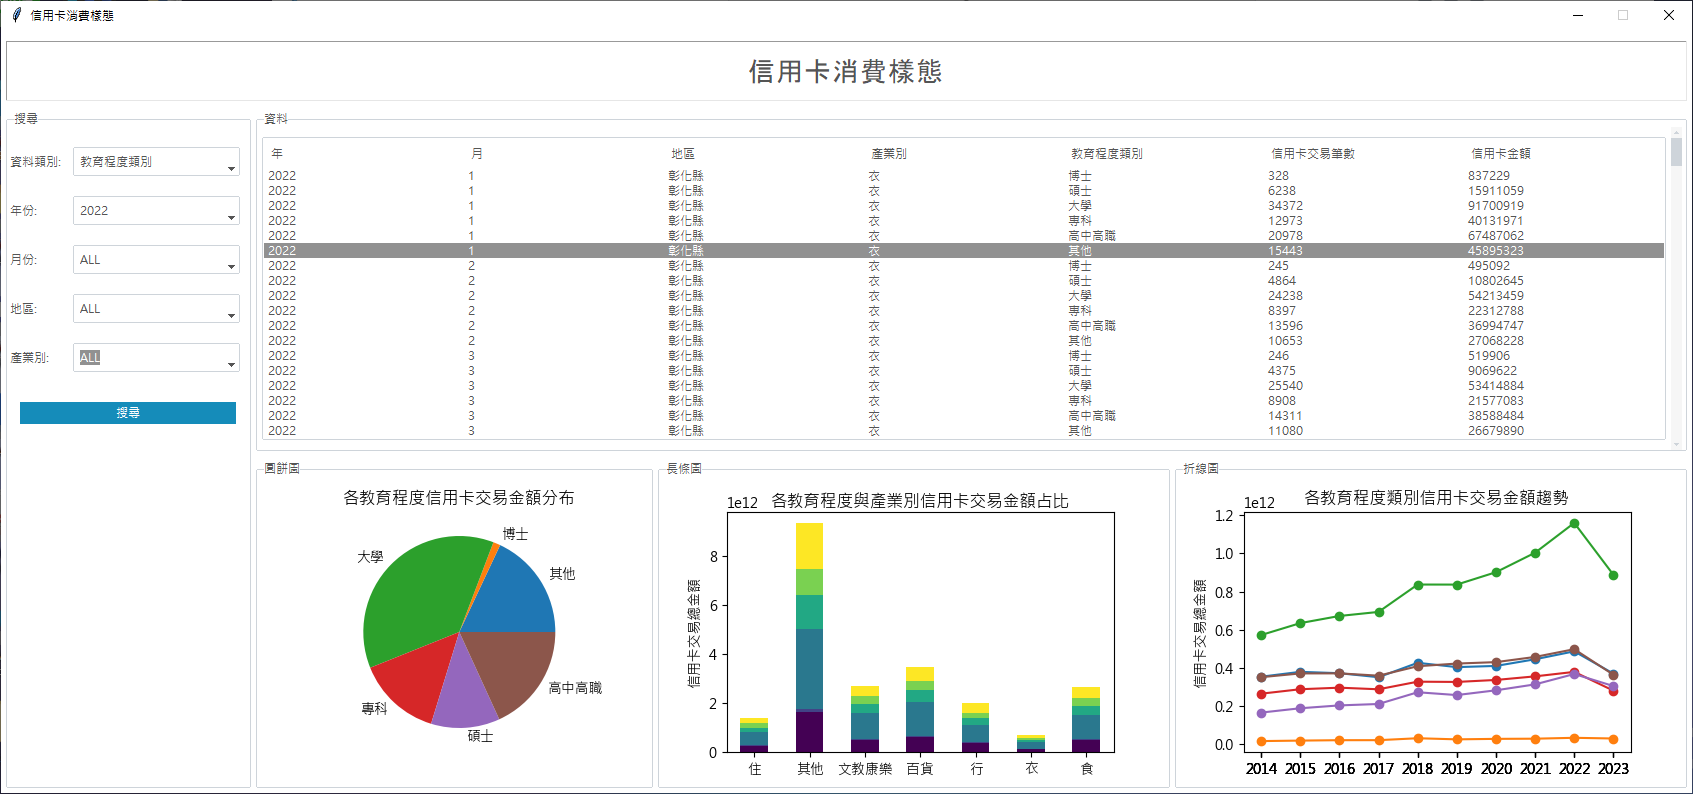 信用卡消費樣態
信用卡消費樣態
搜尋
資料類別: 教育程度類別
年份: 2022
月份: ALL
地區: ALL
產業別: ALL
搜尋
資料
年 月 地區 產業別 教育程度類別 信用卡交易筆數 信用卡金額
2022 1 彰化縣 衣 博士 328 837229
2022 1 彰化縣 衣 碩士 6238 15911059
2022 1 彰化縣 衣 大學 34372 91700919
2022 1 彰化縣 衣 專科 12973 40131971
2022 1 彰化縣 衣 高中高職 20978 67487062
2022 1 彰化縣 衣 其他 15443 45895323
2022 2 彰化縣 衣 博士 245 495092
2022 2 彰化縣 衣 碩士 4864 10802645
2022 2 彰化縣 衣 大學 24238 54213459
2022 2 彰化縣 衣 專科 8397 22312788
2022 2 彰化縣 衣 高中高職 13596 36994747
2022 2 彰化縣 衣 其他 10653 27068228
2022 3 彰化縣 衣 博士 246 519906
2022 3 彰化縣 衣 碩士 4375 9069622
2022 3 彰化縣 衣 大學 25540 53414884
2022 3 彰化縣 衣 專科 8908 21577083
2022 3 彰化縣 衣 高中高職 14311 38588484
2022 3 彰化縣 衣 其他 11080 26679890
圓餅圖
各教育程度信用卡交易金額分布
博士
大學
其他
高中高職
專科
碩士
長條圖
1e12 各教育程度與產業別信用卡交易金額占比
信用卡交易總金額
8
6
4
2
0
住 其他 文教康樂 百貨 行 衣 食
折線圖
1e12 各教育程度類別信用卡交易金額趨勢
信用卡交易總金額
1.2
1.0
0.8
0.6
0.4
0.2
0.0
2014 2015 2016 2017 2018 2019 2020 2021 2022 2023